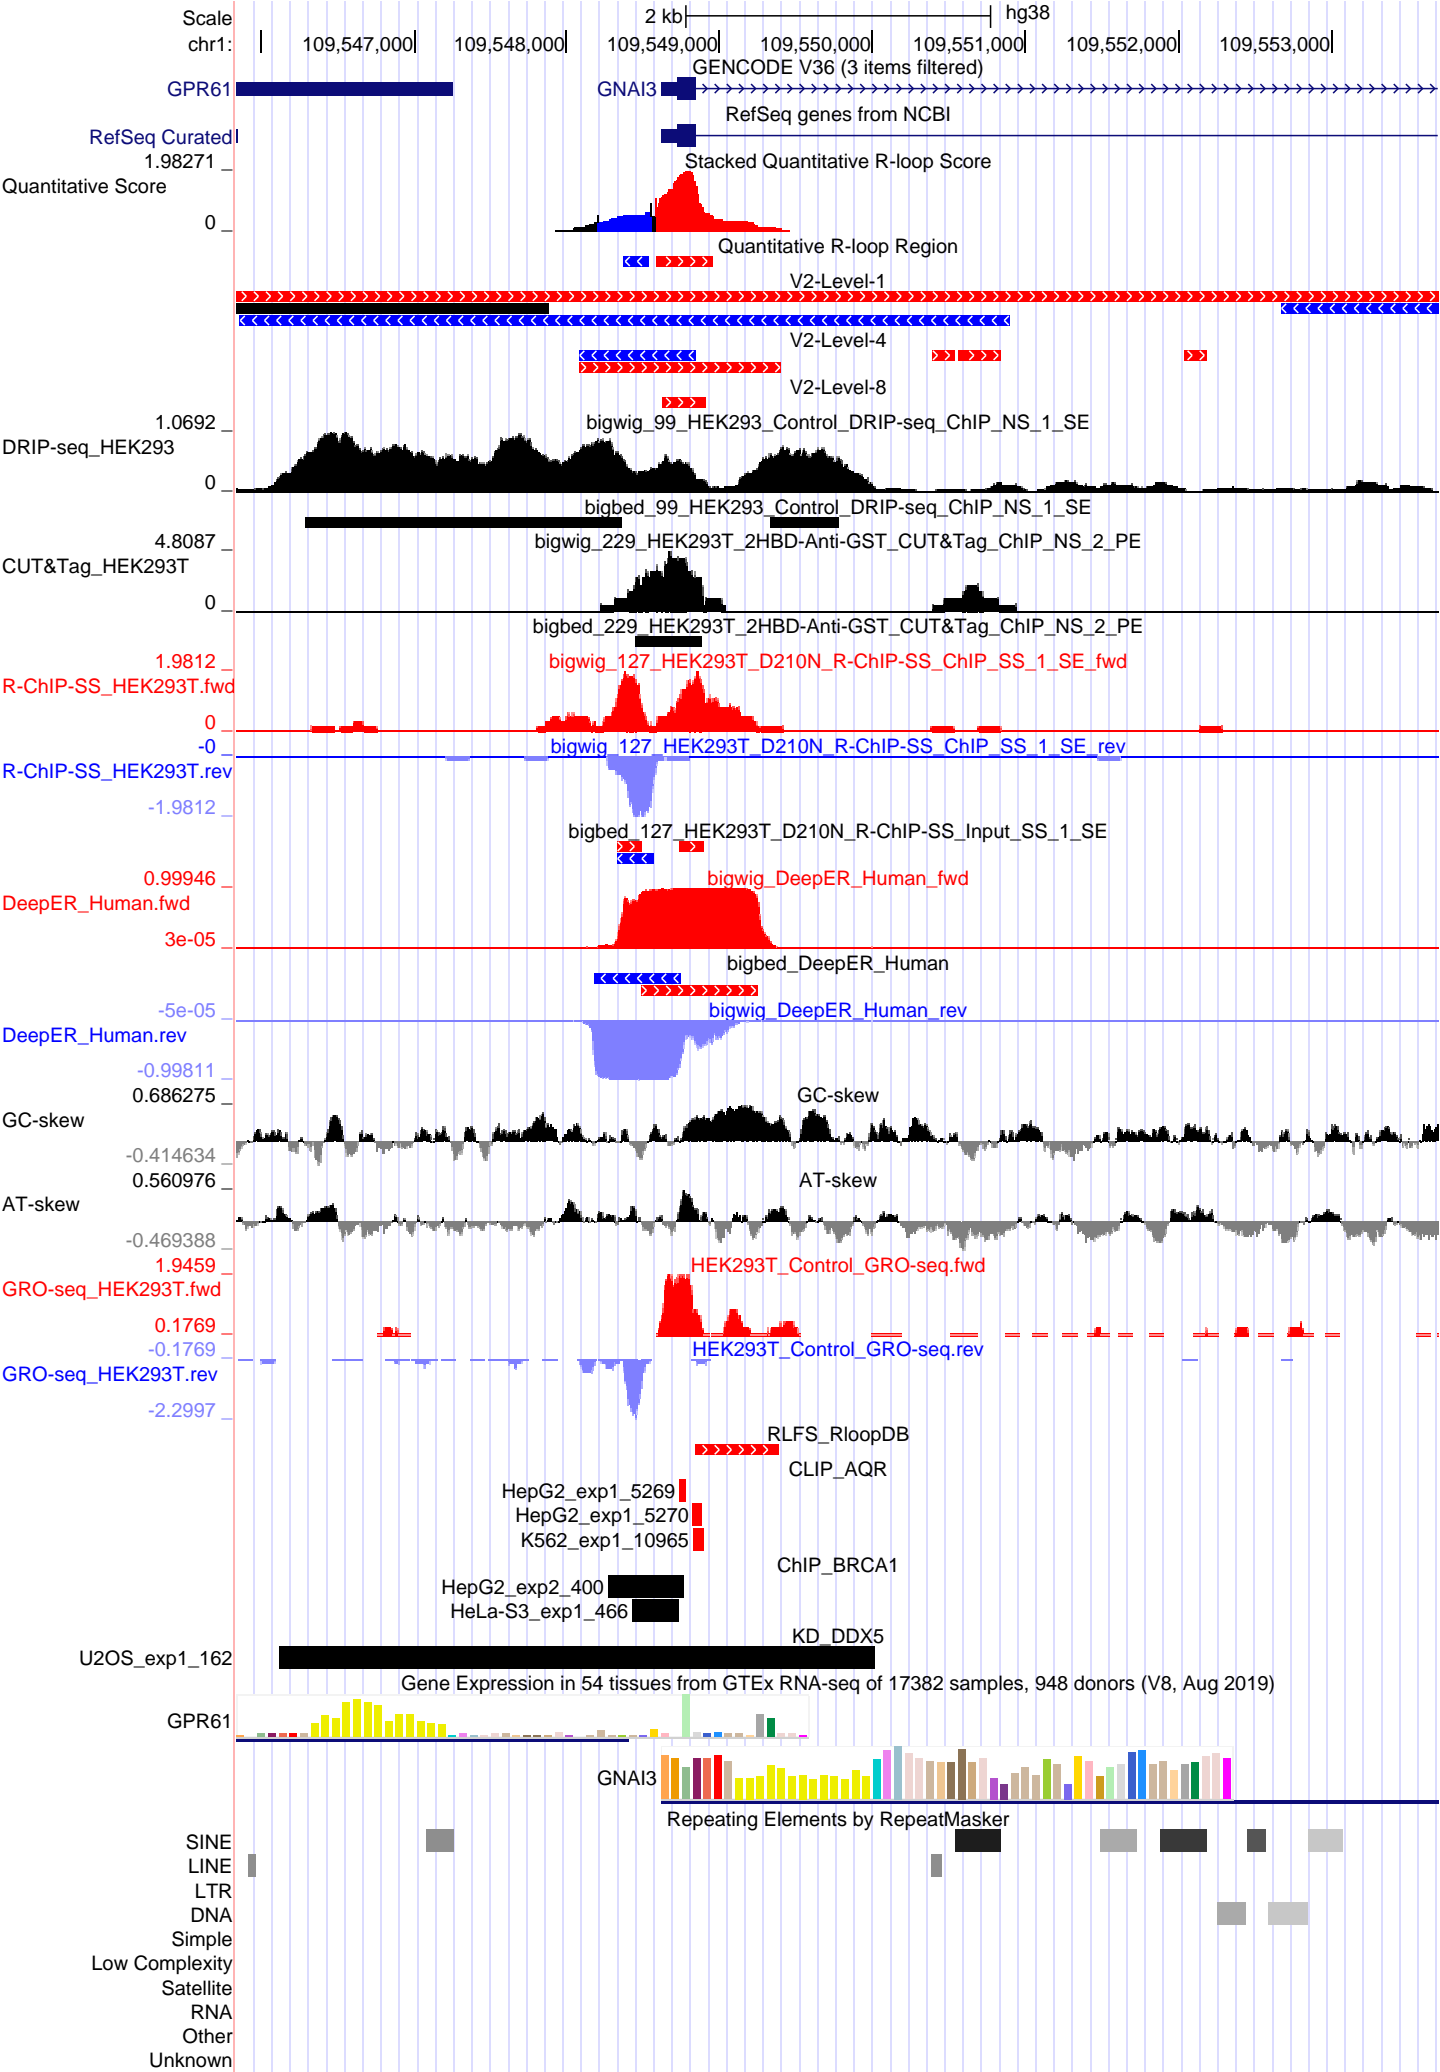 Scale 2 kb hg38
chr1: 109,547,000 109,548,000 109,549,000 109,550,000 109,551,000 109,552,000 109,553,000
GENCODE V36 (3 items filtered)
GPR61 GNAI3
RefSeq genes from NCBI
RefSeq Curated
1.98271 Stacked Quantitative R-loop Score
Quantitative Score
0
Quantitative R-loop Region
V2-Level-1
V2-Level-4
V2-Level-8
1.0692 bigwig_99_HEK293_Control_DRIP-seq_ChIP_NS_1_SE
DRIP-seq_HEK293
0
bigbed_99_HEK293_Control_DRIP-seq_ChIP_NS_1_SE
4.8087 bigwig_229_HEK293T_2HBD-Anti-GST_CUT&Tag_ChIP_NS_2_PE
CUT&Tag_HEK293T
0
bigbed_229_HEK293T_2HBD-Anti-GST_CUT&Tag_ChIP_NS_2_PE
1.9812 bigwig_127_HEK293T_D210N_R-ChIP-SS_ChIP_SS_1_SE_fwd
R-ChIP-SS_HEK293T.fwd
0
-0 bigwig_127_HEK293T_D210N_R-ChIP-SS_ChIP_SS_1_SE_rev
R-ChIP-SS_HEK293T.rev
-1.9812
bigbed_127_HEK293T_D210N_R-ChIP-SS_Input_SS_1_SE
0.99946 bigwig_DeepER_Human_fwd
DeepER_Human.fwd
3e-05
bigbed_DeepER_Human
-5e-05 bigwig_DeepER_Human_rev
DeepER_Human.rev
-0.99811
0.686275 GC-skew
GC-skew
-0.414634
0.560976 AT-skew
AT-skew
-0.469388
1.9459 HEK293T_Control_GRO-seq.fwd
GRO-seq_HEK293T.fwd
0.1769
-0.1769 HEK293T_Control_GRO-seq.rev
GRO-seq_HEK293T.rev
-2.2997
RLFS_RloopDB
CLIP_AQR
HepG2_exp1_5269
HepG2_exp1_5270
K562_exp1_10965
ChIP_BRCA1
HepG2_exp2_400
HeLa-S3_exp1_466
KD_DDX5
U2OS_exp1_162
Gene Expression in 54 tissues from GTEx RNA-seq of 17382 samples, 948 donors (V8, Aug 2019)
GPR61
GNAI3
Repeating Elements by RepeatMasker
SINE
LINE
LTR
DNA
Simple
Low Complexity
Satellite
RNA
Other
Unknown